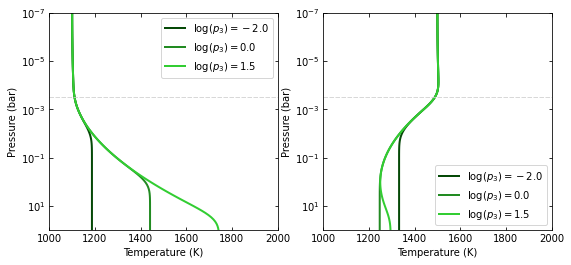 10⁻⁷
10⁻⁵
10⁻³
10⁻¹
10¹
Pressure (bar)
1000 1200 1400 1600 1800 2000
Temperature (K)
log(p₃) = −2.0
log(p₃) = 0.0
log(p₃) = 1.5
10⁻⁷
10⁻⁵
10⁻³
10⁻¹
10¹
Pressure (bar)
1000 1200 1400 1600 1800 2000
Temperature (K)
log(p₃) = −2.0
log(p₃) = 0.0
log(p₃) = 1.5